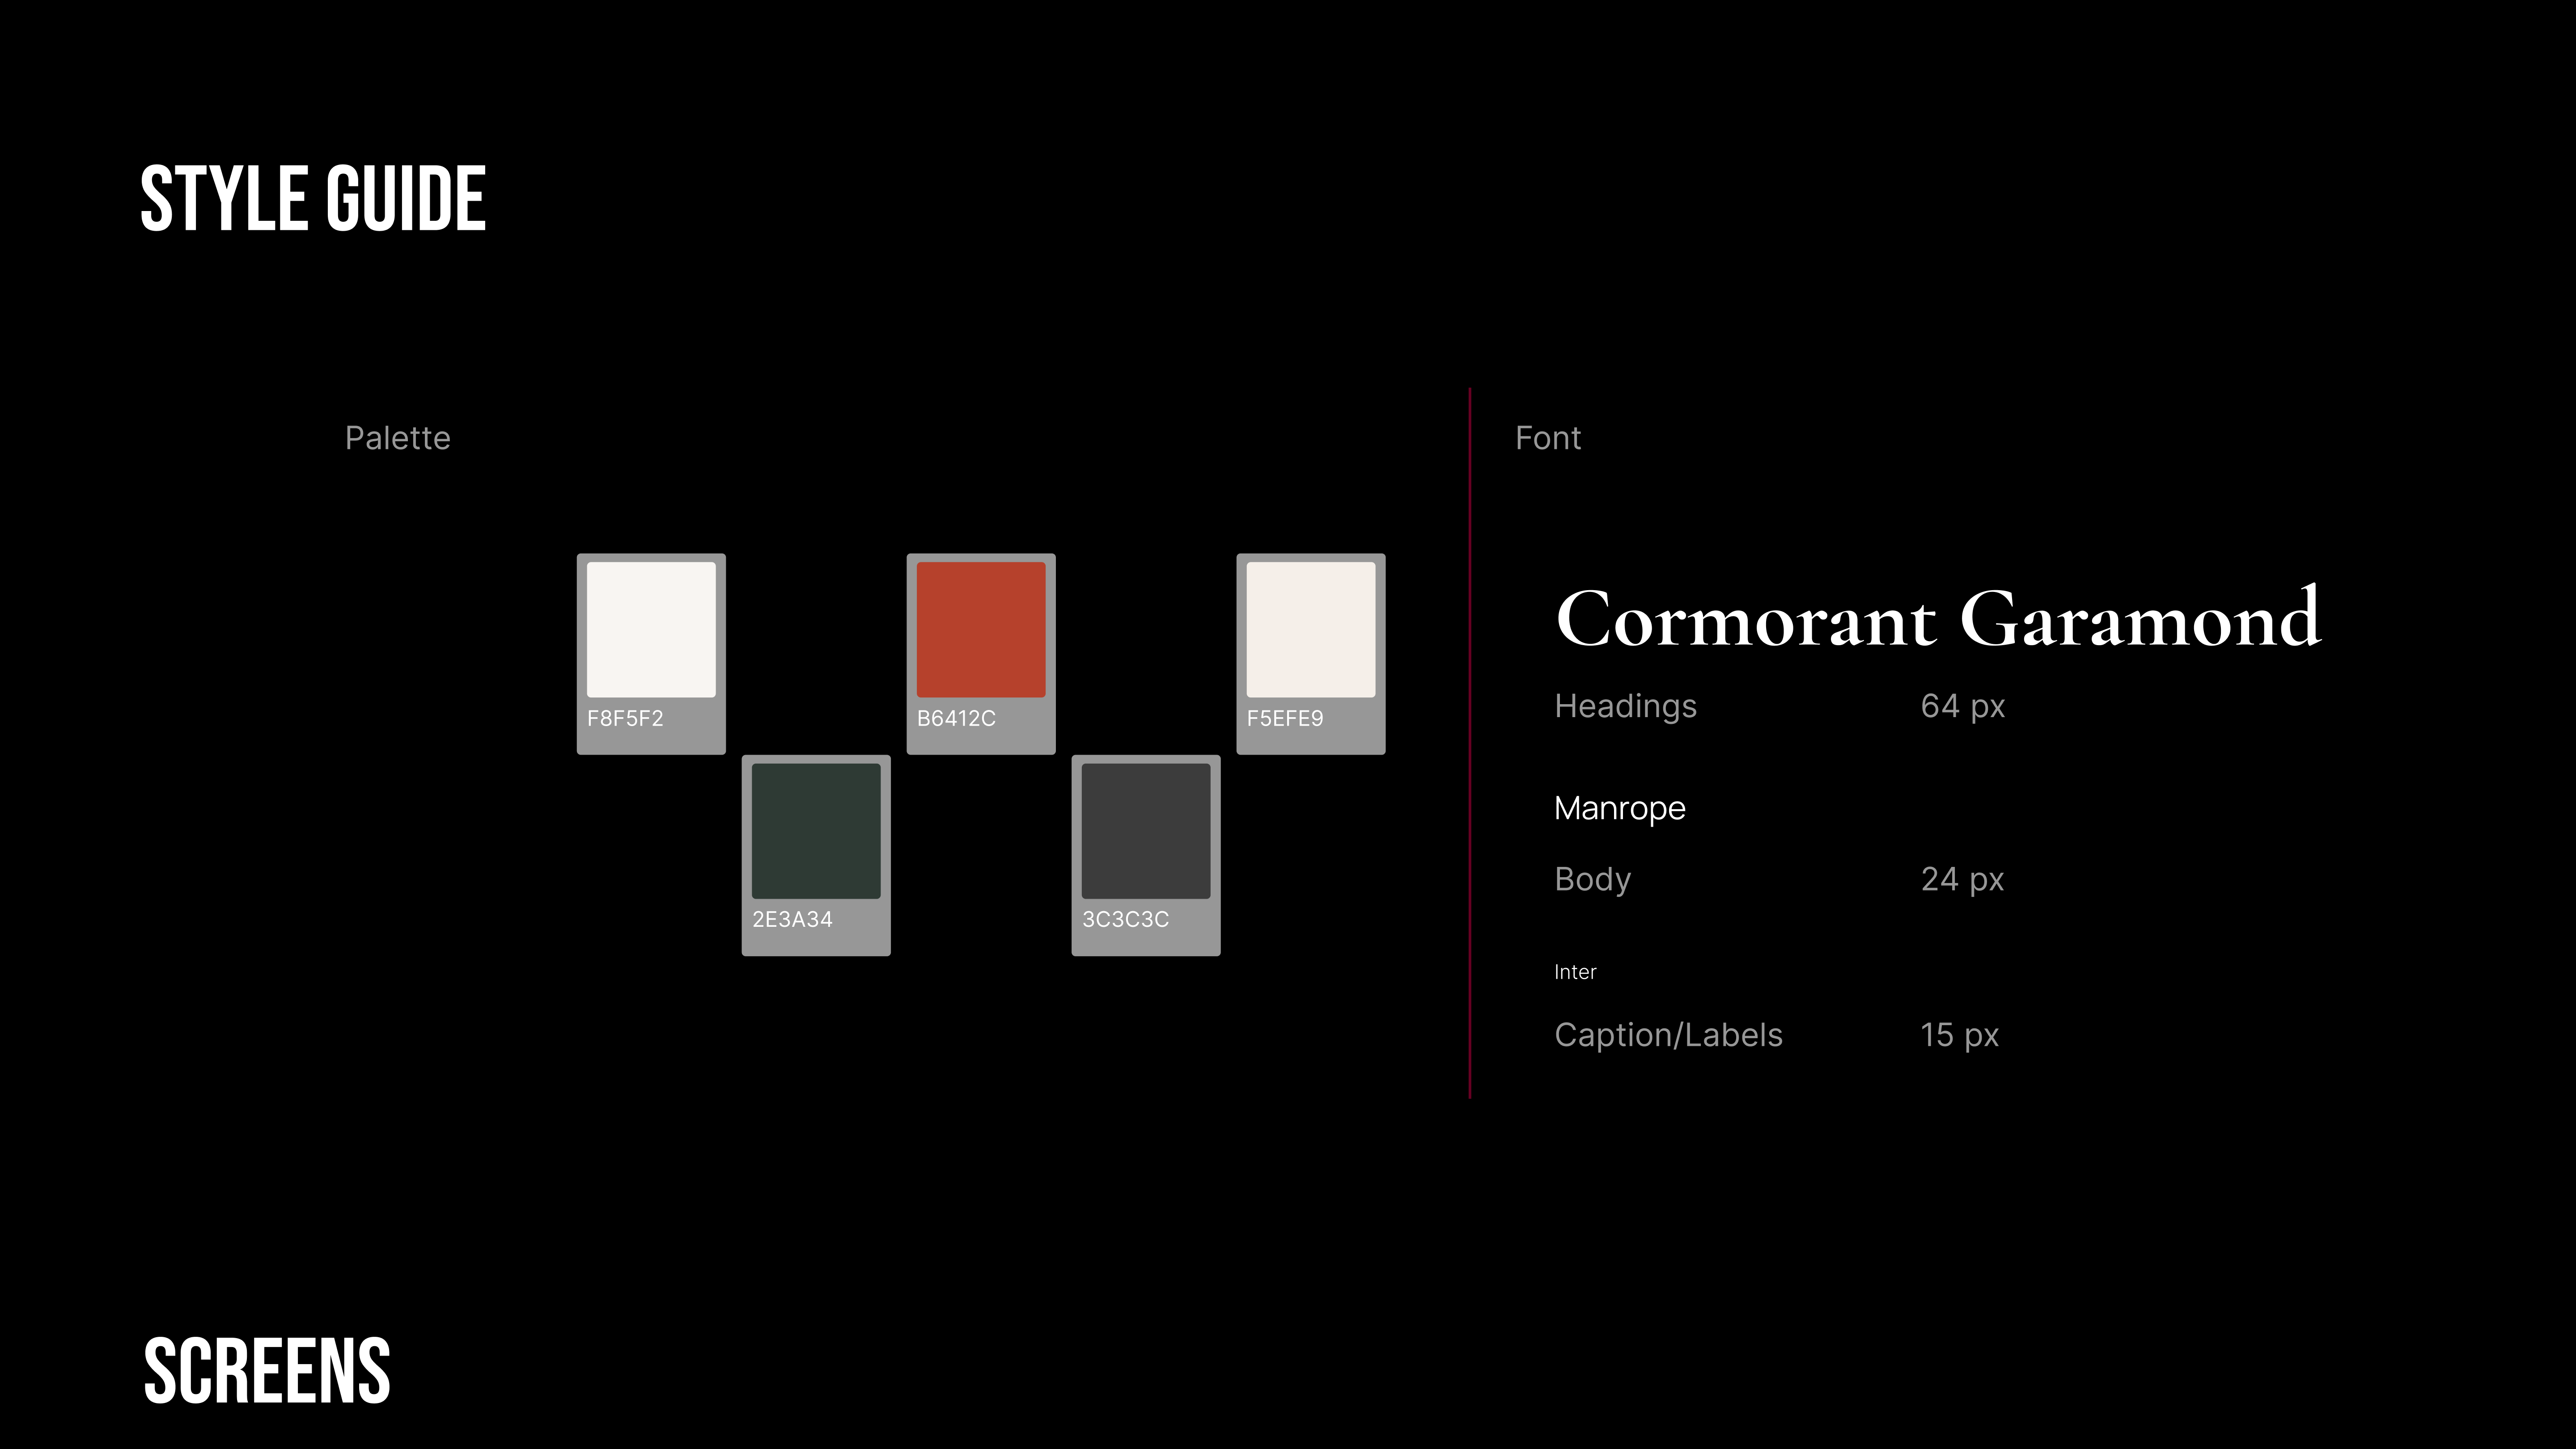 STYLE GUIDE
Palette
F8F5F2
B6412C
F5EFE9
2E3A34
3C3C3C
Font
Cormorant Garamond
Headings 64 px
Manrope
Body 24 px
Inter
Caption/Labels 15 px
SCREENS